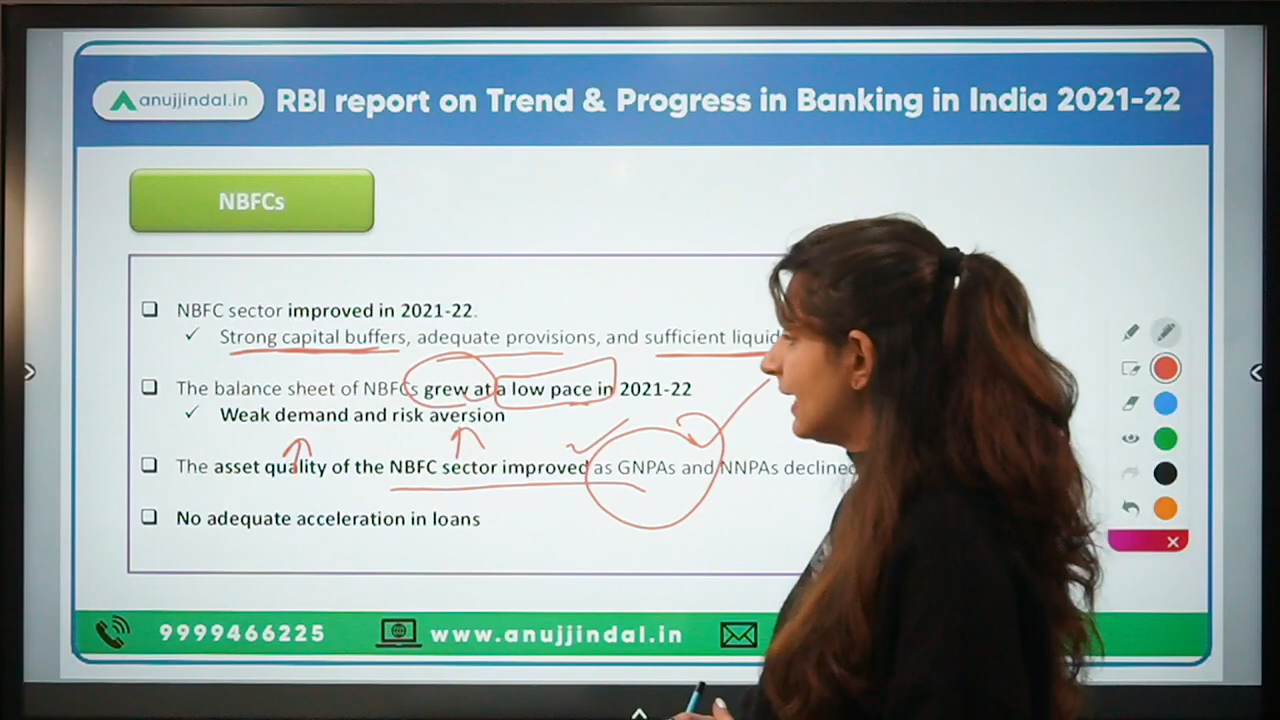 anujjindal.in
RBI report on Trend & Progress in Banking in India 2021-22
NBFCs
NBFC sector improved in 2021-22.
Strong capital buffers, adequate provisions, and sufficient
The balance sheet of NBFCs grew at a low pace in 2021-22
Weak demand and risk aversion
The asset quality of the NBFC sector improved as GNPAs and NNPAs declined
No adequate acceleration in loans
9999466225
www.anujjindal.in